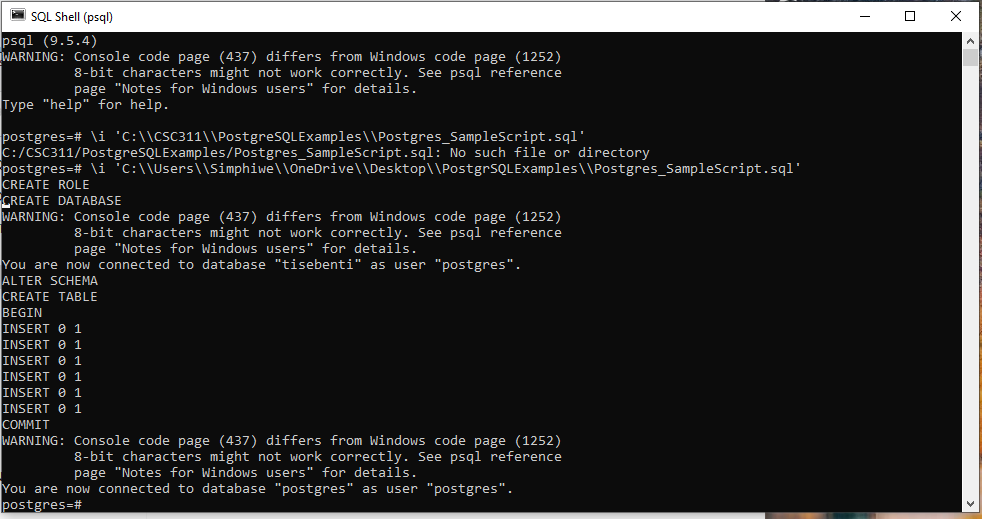 SQL Shell (psql)
psql (9.5.4)
WARNING: Console code page (437) differs from Windows code page (1252)
         8-bit characters might not work correctly. See psql reference
         page "Notes for Windows users" for details.
Type "help" for help.

postgres=# \i 'C:\\CSC311\\PostgreSQLExamples\\Postgres_SampleScript.sql'
C:/CSC311/PostgreSQLExamples/Postgres_SampleScript.sql: No such file or directory
postgres=# \i 'C:\\Users\\Simphiwe\\OneDrive\\Desktop\\PostgrSQLExamples\\Postgres_SampleScript.sql'
CREATE ROLE
CREATE DATABASE
WARNING: Console code page (437) differs from Windows code page (1252)
         8-bit characters might not work correctly. See psql reference
         page "Notes for Windows users" for details.
You are now connected to database "tisebenti" as user "postgres".
ALTER SCHEMA
CREATE TABLE
BEGIN
INSERT 0 1
INSERT 0 1
INSERT 0 1
INSERT 0 1
INSERT 0 1
INSERT 0 1
COMMIT
WARNING: Console code page (437) differs from Windows code page (1252)
         8-bit characters might not work correctly. See psql reference
         page "Notes for Windows users" for details.
You are now connected to database "postgres" as user "postgres".
postgres=#